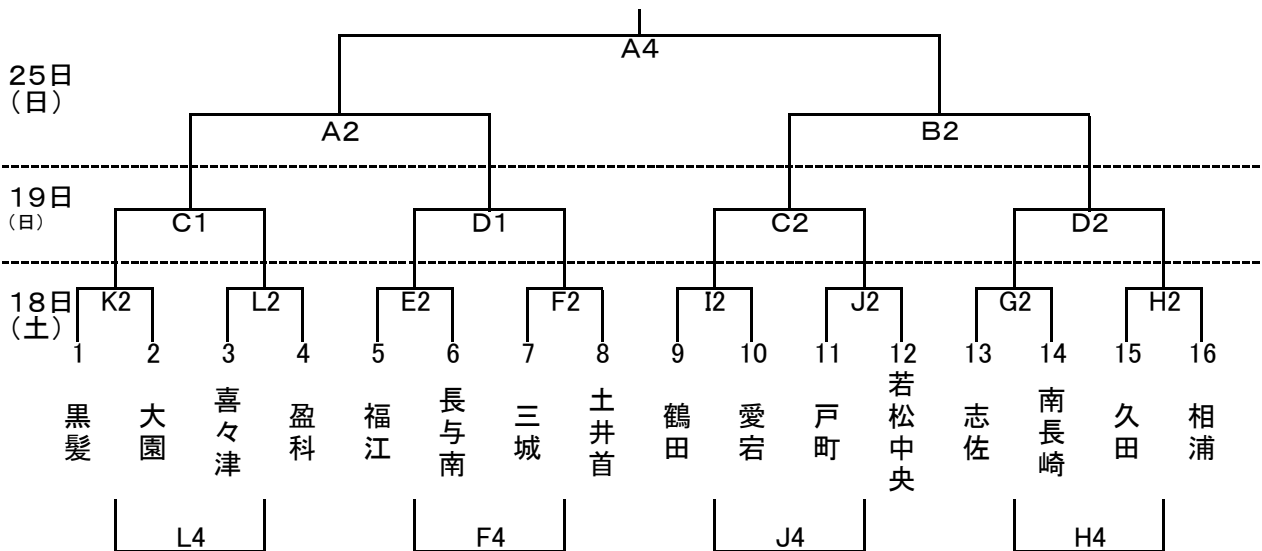 A4
25日
（日）
A2 B2
19日
（日）
C1 D1 C2 D2
18日
（土）
K2 L2 E2 F2 I2 J2 G2 H2
1 2 3 4 5 6 7 8 9 10 11 12 13 14 15 16
黒髪
大園
喜々津
盈科
福江
長与南
三城
土井首
鶴田
愛宕
戸町
若松中央
志佐
南長崎
久田
相浦
L4 F4 J4 H4